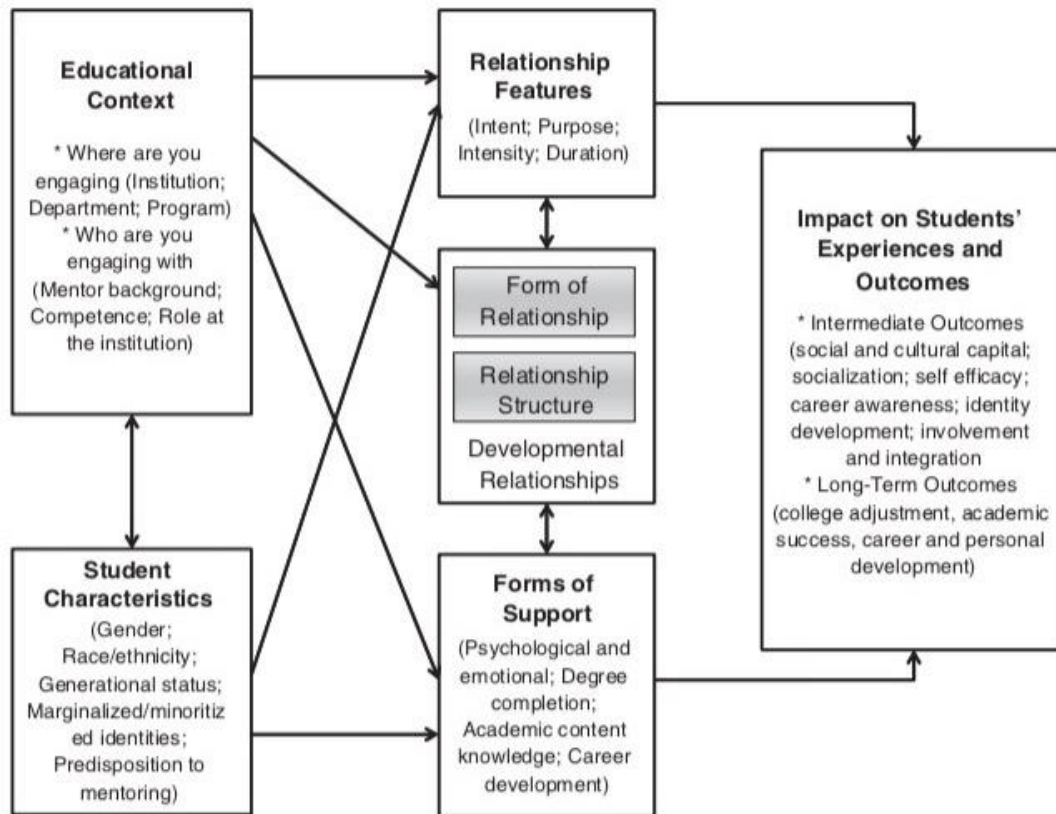 Educational
Context
* Where are you
engaging (Institution;
Department; Program)
* Who are you
engaging with
(Mentor background;
Competence; Role at
the institution)
Student
Characteristics
(Gender;
Race/ethnicity;
Generational status;
Marginalized/minoritiz
ed identities;
Predisposition to
mentoring)
Relationship
Features
(Intent; Purpose;
Intensity; Duration)
Form of
Relationship
Relationship
Structure
Developmental
Relationships
Forms of
Support
(Psychological and
emotional; Degree
completion;
Academic content
knowledge; Career
development)
Impact on Students’
Experiences and
Outcomes
* Intermediate Outcomes
(social and cultural capital;
socialization; self efficacy;
career awareness; identity
development; involvement
and integration
* Long-Term Outcomes
(college adjustment, academic
success, career and personal
development)